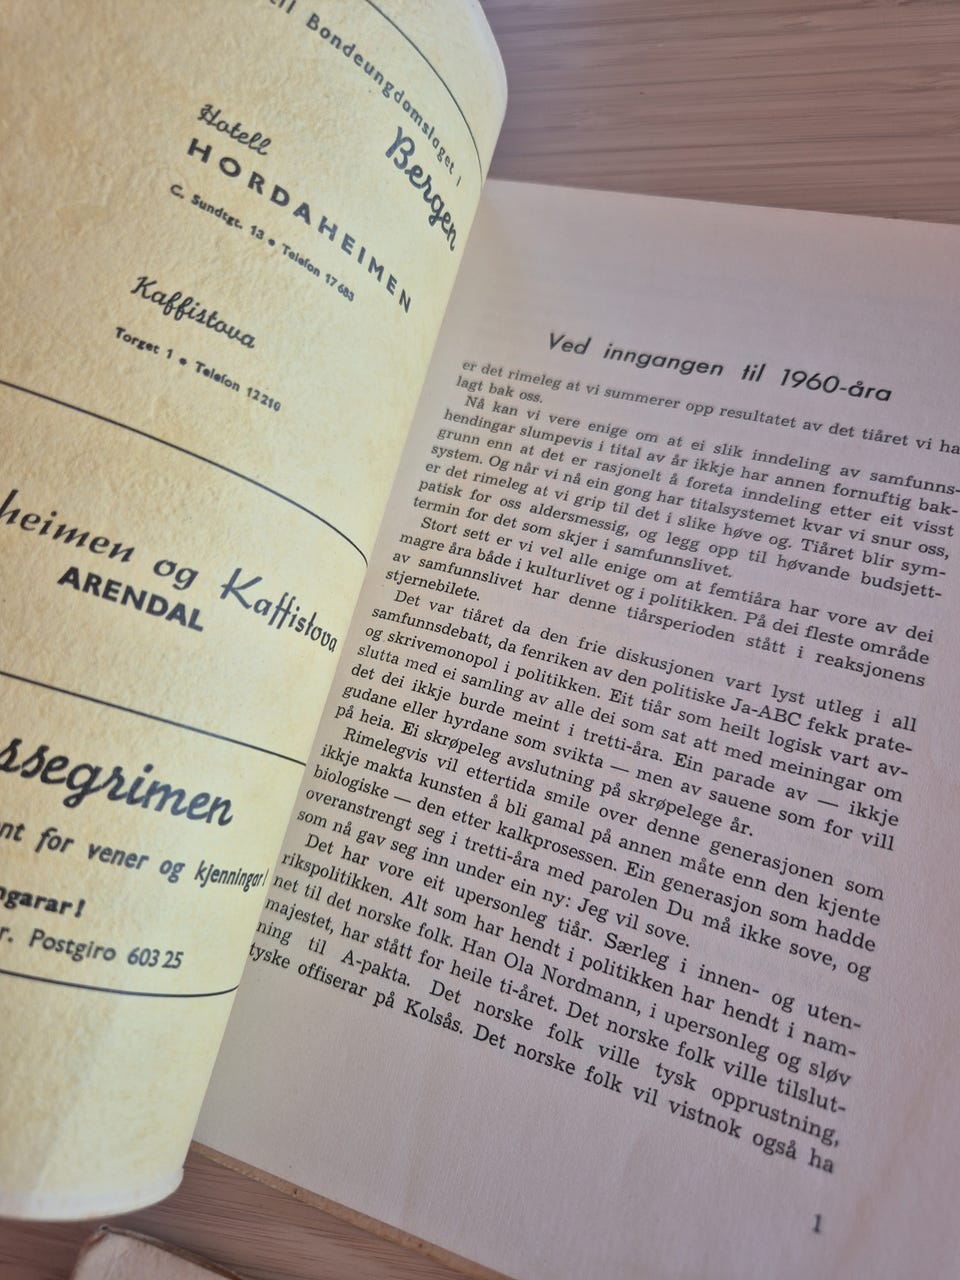 til Bondeungdomslaget i
Bergen
Hotell
HORDAHEIMEN
C. Sundtgt. 13 • Telefon 17 683
Kaffistova
Torget 1 • Telefon 12 210
heimen og Kaffistova
ARENDAL
ssegrimen
nt for vener og kjenningar!
ngarar!
r. Postgiro 603 25
Ved inngangen til 1960-åra
er det rimeleg at vi summerer opp resultatet av det tiåret vi ha
lagt bak oss.
Nå kan vi vere enige om at ei slik inndeling av samfunns-
hendingar slumpevis i tital av år ikkje har annen fornuftig bak-
grunn enn at det er rasjonelt å foreta inndeling etter eit visst
system. Og når vi nå ein gong har titalsystemet kvar vi snur oss,
er det rimeleg at vi grip til det i slike høve og. Tiåret blir sym-
patisk for oss aldersmessig, og legg opp til høvande budsjett-
termin for det som skjer i samfunnslivet.
Stort sett er vi vel alle enige om at femtiåra har vore av dei
magre åra både i kulturlivet og i politikken. På dei fleste område
av samfunnslivet har denne tiårsperioden stått i reaksjonens
stjernebilete.
Det var tiåret da den frie diskusjonen vart lyst utleg i all
samfunnsdebatt, da fenriken av den politiske Ja-ABC fekk prate-
og skrivemonopol i politikken. Eit tiår som heilt logisk vart av-
slutta med ei samling av alle dei som sat att med meiningar om
det dei ikkje burde meint i tretti-åra. Ein parade av — ikkje
gudane eller hyrdane som svikta — men av sauene som for vill
på heia. Ei skrøpeleg avslutning på skrøpelege år.
Rimelegvis vil ettertida smile over denne generasjonen som
ikkje makta kunsten å bli gamal på annen måte enn den kjente
biologiske — den etter kalkprosessen. Ein generasjon som hadde
overanstrengt seg i tretti-åra med parolen Du må ikke sove, og
som nå gav seg inn under ein ny: Jeg vil sove.
Det har vore eit upersonleg tiår. Særleg i innen- og uten-
rikspolitikken. Alt som har hendt i politikken har hendt i nam-
net til det norske folk. Han Ola Nordmann, i upersonleg og sløv
majestet, har stått for heile ti-året. Det norske folk ville tilslut-
ning til A-pakta. Det norske folk ville tysk opprustning,
tyske offiserar på Kolsås. Det norske folk vil vistnok også ha
1